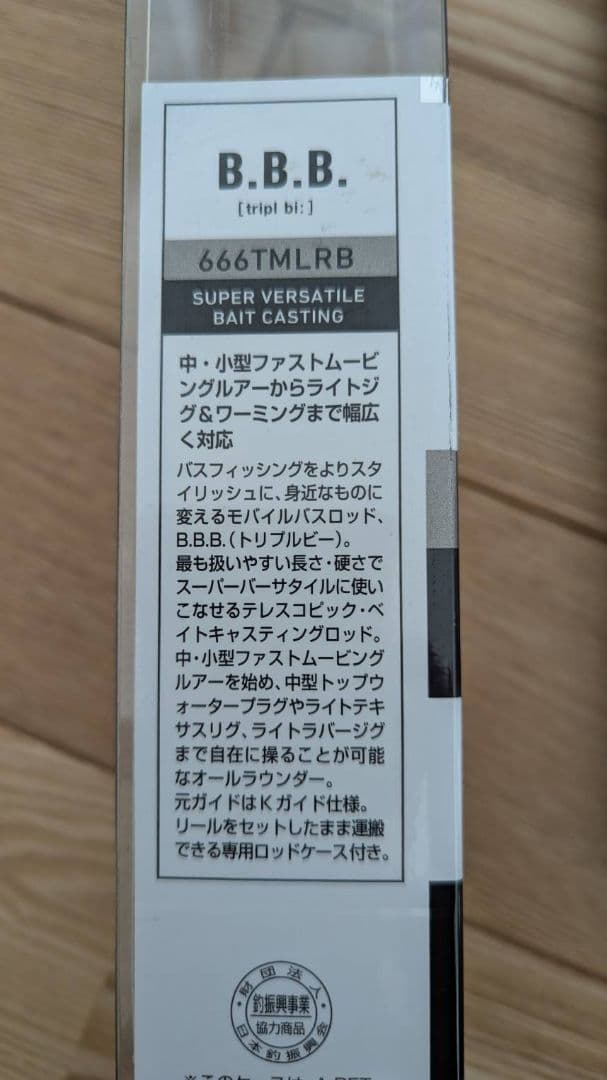 B.B.B.
[tripl bi:]
666TMLRB
SUPER VERSATILE
BAIT CASTING
中・小型ファストムービ
ングルアーからライトジ
グ&ワーミングまで幅広
く対応
バスフィッシングをよりスタ
イリッシュに、身近なものに
変えるモバイルバスロッド、
B.B.B.(トリプルビー)。
最も扱いやすい長さ・硬さで
スーパーバーサタイルに使い
こなせるテレスコピック・ベ
イトキャスティングロッド。
中・小型ファストムービング
ルアーを始め、中型トップウ
ォータープラグやライトテキ
サスリグ、ライトラバージグ
まで自在に操ることが可能
なオールラウンダー。
元ガイドはKガイド仕様。
リールをセットしたまま運搬
できる専用ロッドケース付き。
財団法人
釣振興事業
協力商品
日本釣振興会
※このケースは、A-PET